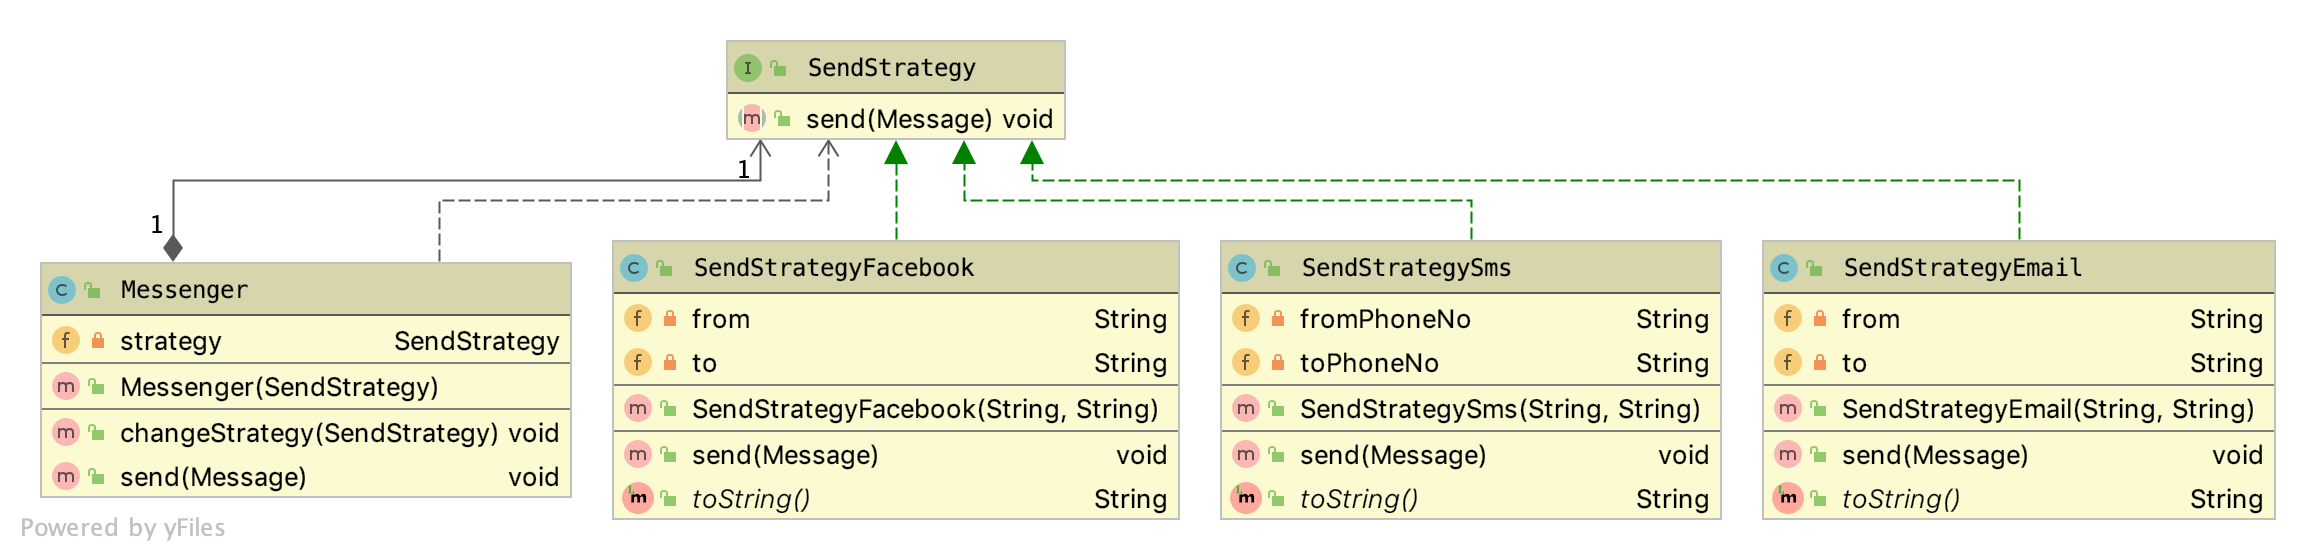 SendStrategy
send(Message) void
1
1
Messenger
strategy SendStrategy
Messenger(SendStrategy)
changeStrategy(SendStrategy) void
send(Message) void
SendStrategyFacebook
from String
to String
SendStrategyFacebook(String, String)
send(Message) void
toString() String
SendStrategySms
fromPhoneNo String
toPhoneNo String
SendStrategySms(String, String)
send(Message) void
toString() String
SendStrategyEmail
from String
to String
SendStrategyEmail(String, String)
send(Message) void
toString() String
Powered by yFiles